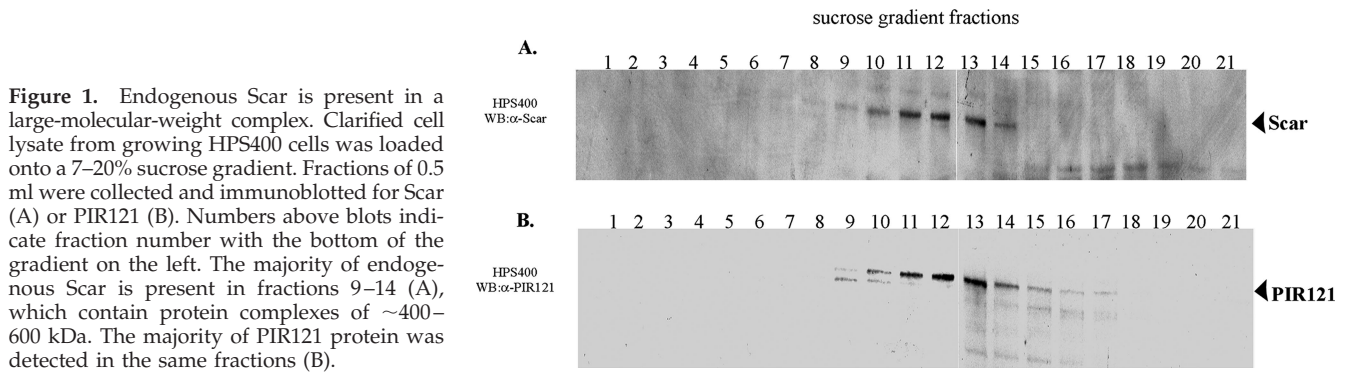 Figure 1. Endogenous Scar is present in a
large-molecular-weight complex. Clarified cell
lysate from growing HPS400 cells was loaded
onto a 7–20% sucrose gradient. Fractions of 0.5
ml were collected and immunoblotted for Scar
(A) or PIR121 (B). Numbers above blots indi-
cate fraction number with the bottom of the
gradient on the left. The majority of endoge-
nous Scar is present in fractions 9–14 (A),
which contain protein complexes of ~400–
600 kDa. The majority of PIR121 protein was
detected in the same fractions (B).
sucrose gradient fractions
A.
1 2 3 4 5 6 7 8 9 10 11 12 13 14 15 16 17 18 19 20 21
HPS400
WB:α-Scar
Scar
B.
1 2 3 4 5 6 7 8 9 10 11 12 13 14 15 16 17 18 19 20 21
HPS400
WB:α-PIR121
PIR121